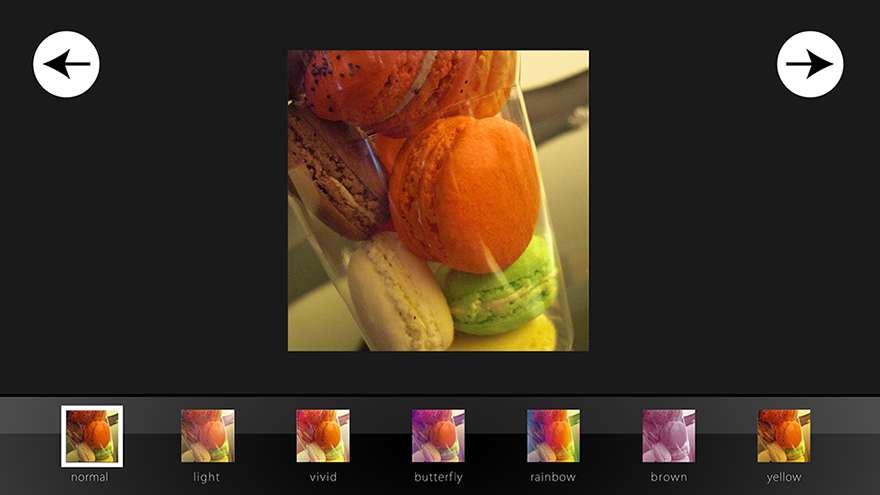 normal
light
vivid
butterfly
rainbow
brown
yellow